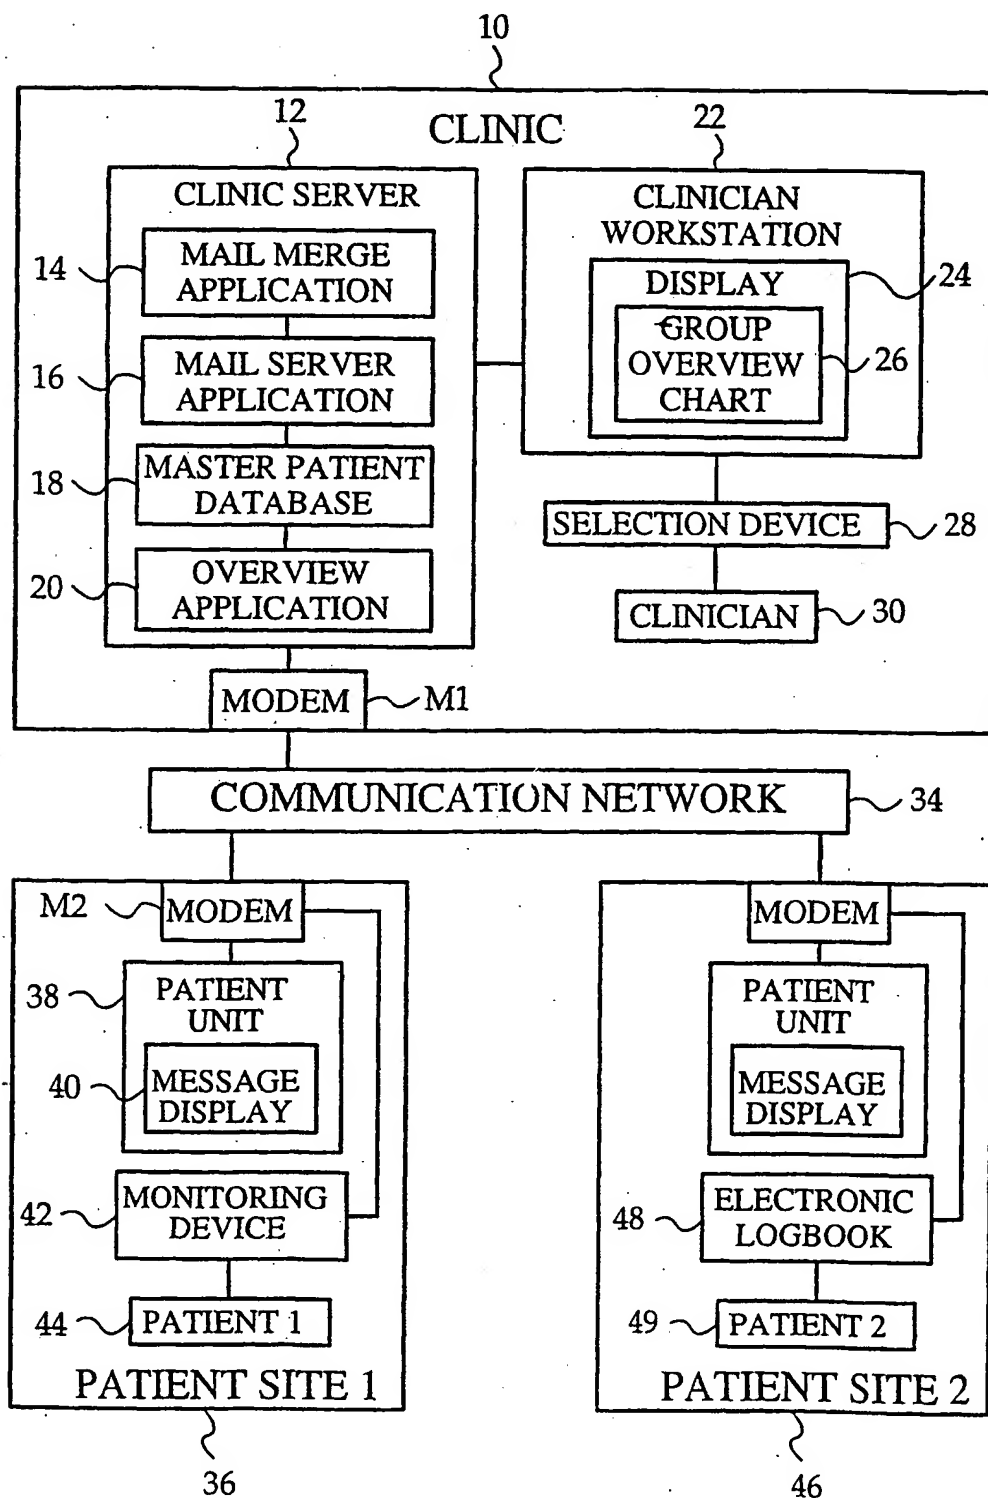 10
12
CLINIC
22
CLINIC SERVER
CLINICIAN
WORKSTATION
14
MAIL MERGE
APPLICATION
DISPLAY
24
GROUP
OVERVIEW
CHART
26
16
MAIL SERVER
APPLICATION
18
MASTER PATIENT
DATABASE
SELECTION DEVICE
28
20
OVERVIEW
APPLICATION
CLINICIAN
30
MODEM
M1
COMMUNICATION NETWORK
34
M2
MODEM
MODEM
38
PATIENT
UNIT
PATIENT
UNIT
40
MESSAGE
DISPLAY
MESSAGE
DISPLAY
42
MONITORING
DEVICE
48
ELECTRONIC
LOGBOOK
44
PATIENT 1
49
PATIENT 2
PATIENT SITE 1
PATIENT SITE 2
36
46